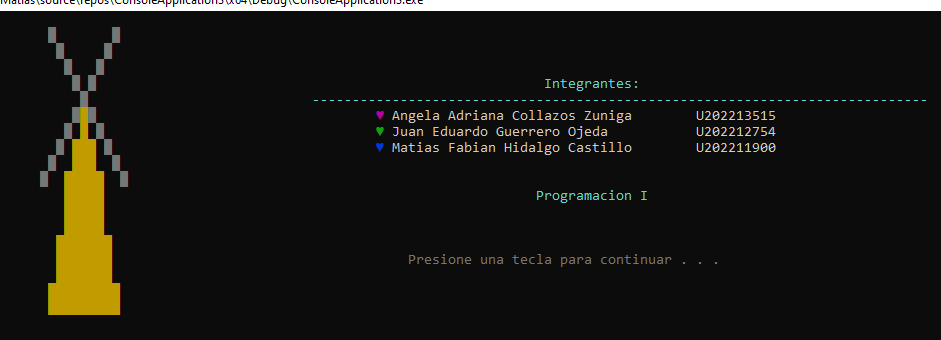 Matias\source\repos\ConsoleApplication3\x64\Debug\ConsoleApplication3.exe
Integrantes:
♥ Angela Adriana Collazos Zuniga U202213515
♥ Juan Eduardo Guerrero Ojeda U202212754
♥ Matias Fabian Hidalgo Castillo U202211900
Programacion I
Presione una tecla para continuar . . .